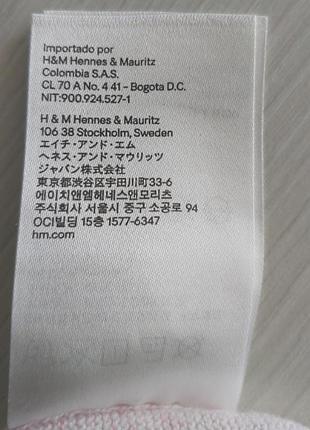 Importado por
H&M Hennes & Mauritz
Colombia S.A.S.
CL 70 A No. 4 41 - Bogota D.C.
NIT:900.924.527-1
H & M Hennes & Mauritz
106 38 Stockholm, Sweden
エイチ・アンド・エム
ヘネス・アンド・マウリッツ
ジャパン株式会社
東京都渋谷区宇田川町33-6
에이치앤엠헤네스앤모리츠
주식회사 서울시 중구 소공로 94
OCI빌딩 15층 1577-6347
hm.com